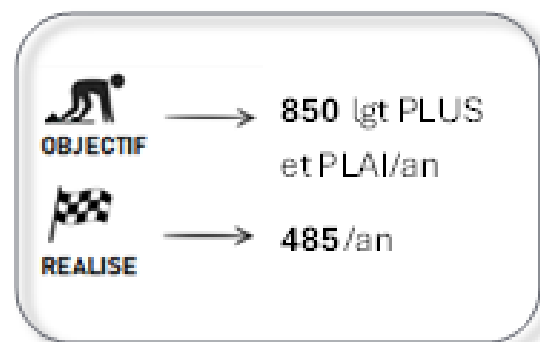 OBJECTIF
850 lgt PLUS
et PLAI/an
REALISE
485/an